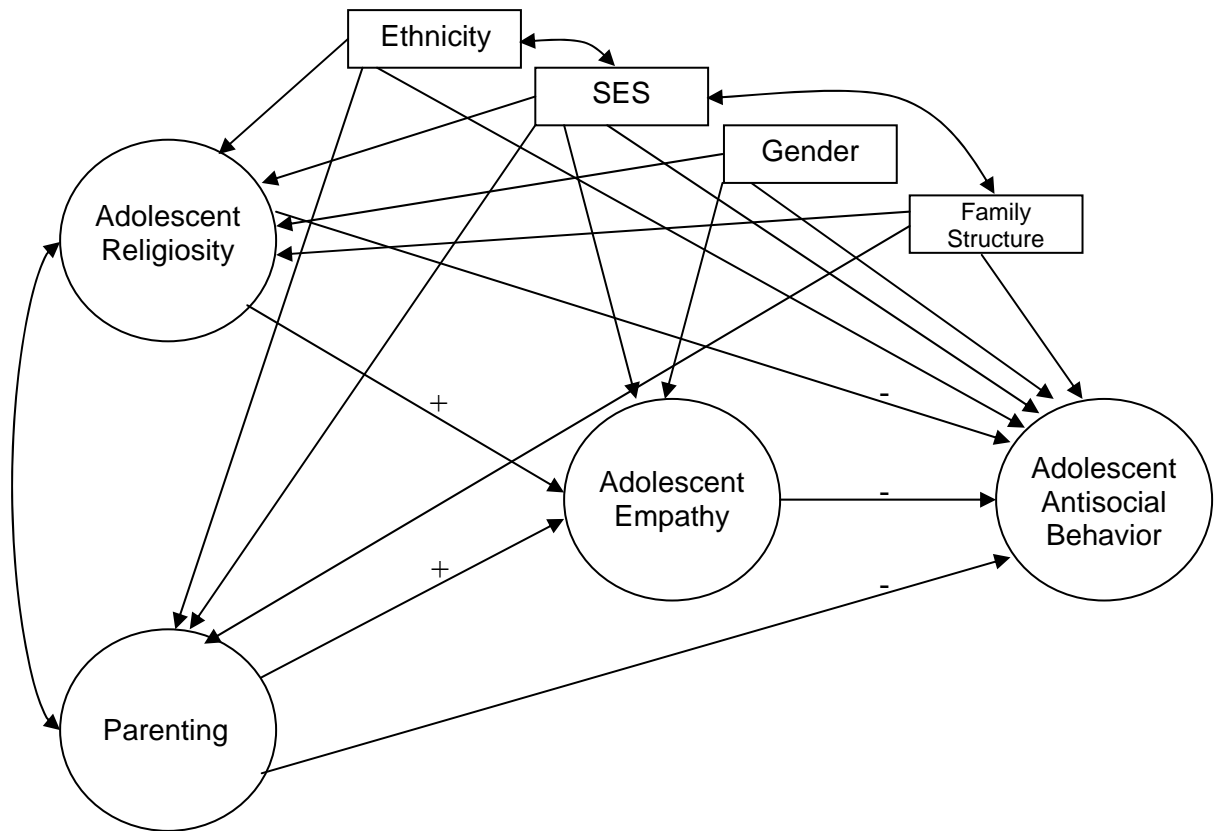 Ethnicity
SES
Gender
Family
Structure
Adolescent
Religiosity
+
-
Adolescent
Empathy
-
Adolescent
Antisocial
Behavior
+
-
Parenting